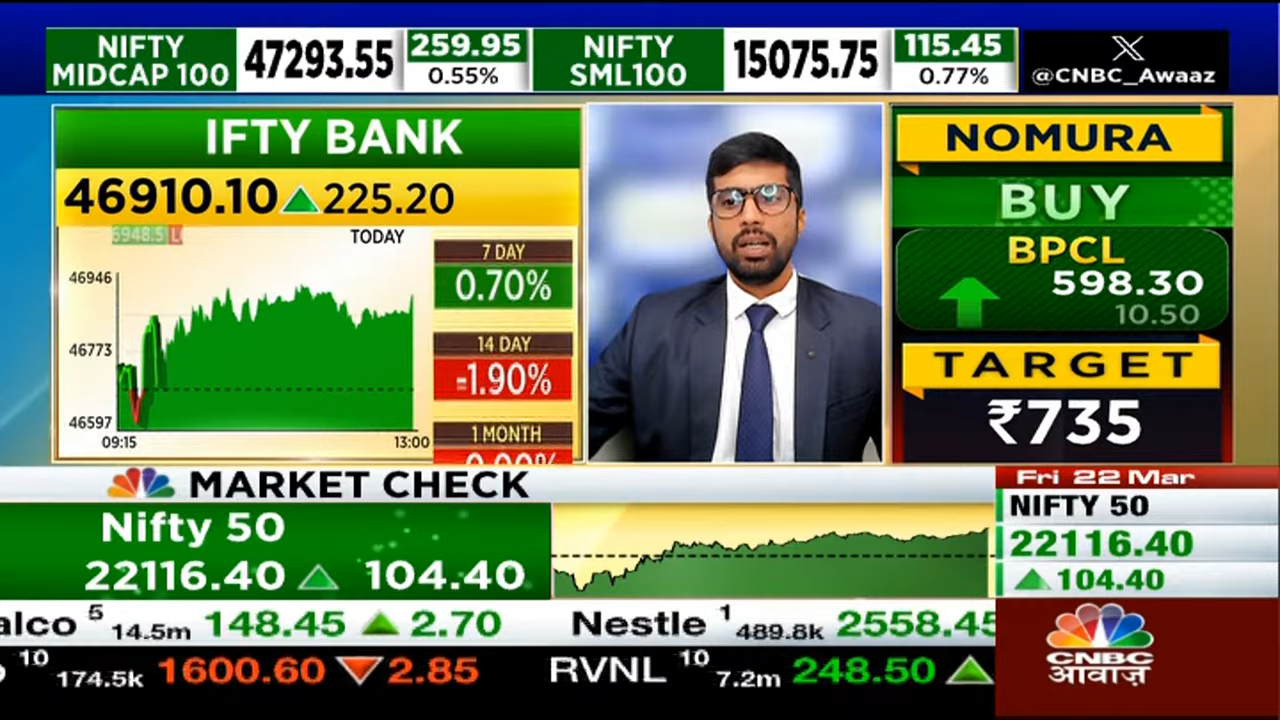 NIFTY
MIDCAP 100
47293.55
259.95
0.55%
NIFTY
SML100
15075.75
115.45
0.77%
X
@CNBC_Awaaz
IFTY BANK
46910.10 ▲ 225.20
6948.5 L
TODAY
46946
46773
46597
09:15
13:00
7 DAY
0.70%
14 DAY
-1.90%
1 MONTH
NOMURA
BUY
BPCL
598.30
10.50
TARGET
₹735
MARKET CHECK
Nifty 50
22116.40 ▲ 104.40
Fri 22 Mar
NIFTY 50
22116.40
▲ 104.40
alco 5 14.5m 148.45 ▲ 2.70 Nestle 1 489.8k 2558.45
10 174.5k 1600.60 ▼ 2.85 RVNL 10 7.2m 248.50 ▲
CNBC
आवाज़